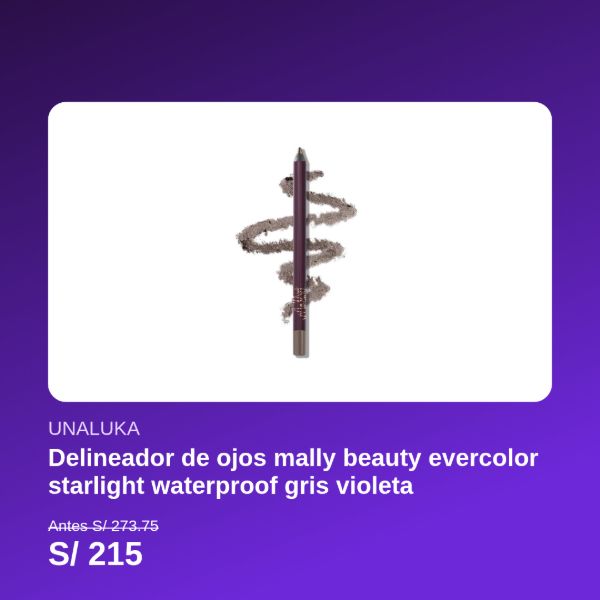 UNALUKA
Delineador de ojos mally beauty evercolor
starlight waterproof gris violeta
Antes S/ 273.75
S/ 215